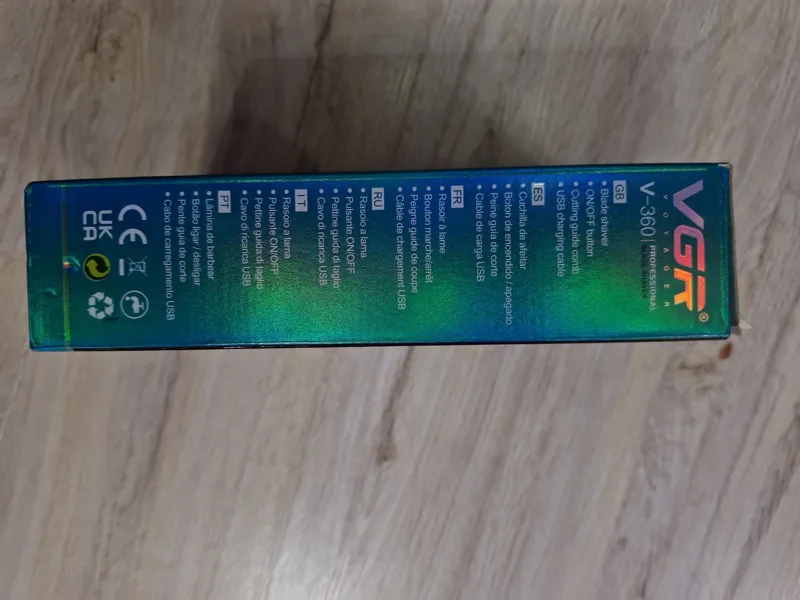 VGR®
VOYAGER
V-360 PROFESSIONAL
GB
• Blade shaver
• ON/OFF button
• Cutting guide comb
• USB charging cable
ES
• Cuchilla da afeitar
• Boton de encendido / apagado
• Peine guia de corte
• Cable de carga USB
FR
• Rasoir à lame
• Bouton marche/arrêt
• Peigne guide de coupe
• Câble de chargement USB
RU
• Rasoio a lama
• Pulsante ON/OFF
• Pettine guida di taglio
• Cavo di ricarica USB
IT
• Rasoio a lama
• Pulsante ON/OFF
• Pettine guida di taglio
• Cavo di ricarica USB
PT
• Lâmina de barbear
• Botão ligar / desligar
• Pente guia de corte
• Cabo de carregamento USB
CE
UK
CA